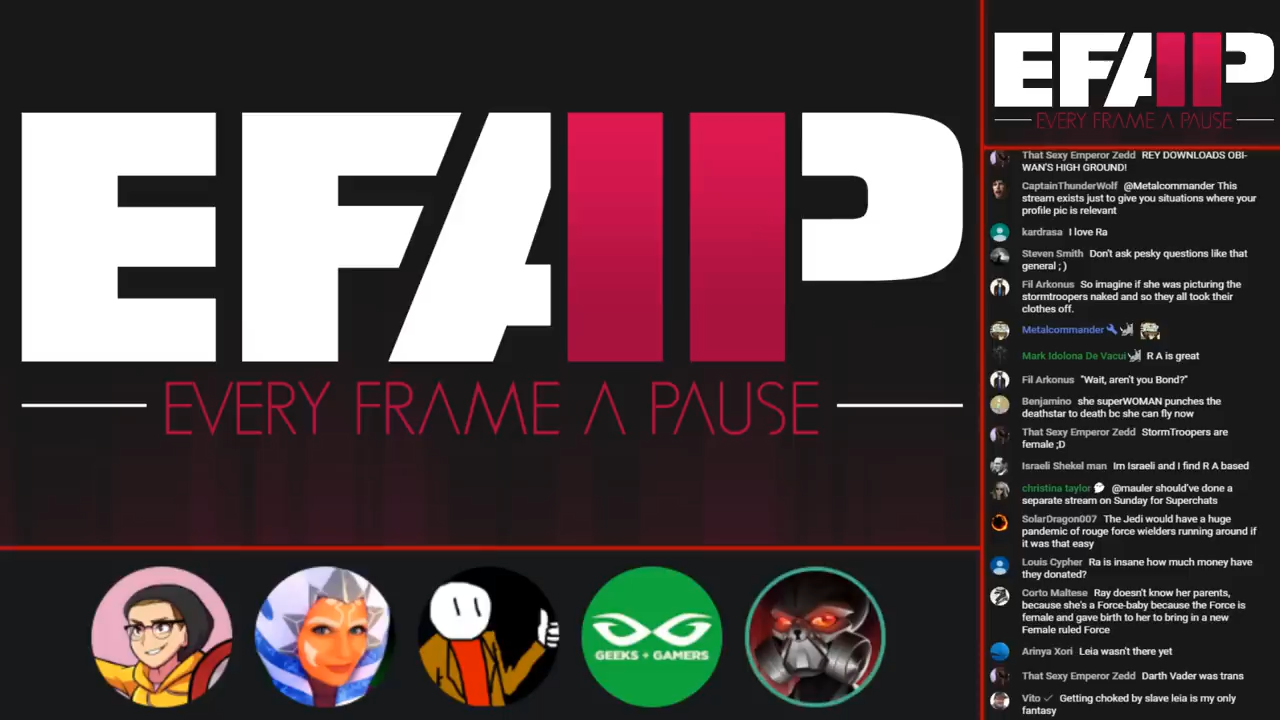 EFAP
EVERY FRAME A PAUSE
GEEKS + GAMERS
EFAP
EVERY FRAME A PAUSE
That Sexy Emperor Zedd REY DOWNLOADS OBI-
WAN'S HIGH GROUND!
CaptainThunderWolf @Metalcommander This
stream exists just to give you situations where your
profile pic is relevant
kardrasa I love Ra
Steven Smith Don't ask pesky questions like that
general ; )
Fil Arkonus So imagine if she was picturing the
stormtroopers naked and so they all took their
clothes off.
Metalcommander
Mark Idolona De Vacui R A is great
Fil Arkonus "Wait, aren't you Bond?"
Benjamino she superWOMAN punches the
deathstar to death bc she can fly now
That Sexy Emperor Zedd StormTroopers are
female ;D
Israeli Shekel man Im Israeli and I find R A based
christina taylor @mauler should've done a
separate stream on Sunday for Superchats
SolarDragon007 The Jedi would have a huge
pandemic of rouge force wielders running around if
it was that easy
Louis Cypher Ra is insane how much money have
they donated?
Corto Maltese Ray doesn't know her parents,
because she's a Force-baby because the Force is
female and gave birth to her to bring in a new
Female ruled Force
Arinya Xori Leia wasn't there yet
That Sexy Emperor Zedd Darth Vader was trans
Vito ✓ Getting choked by slave leia is my only
fantasy